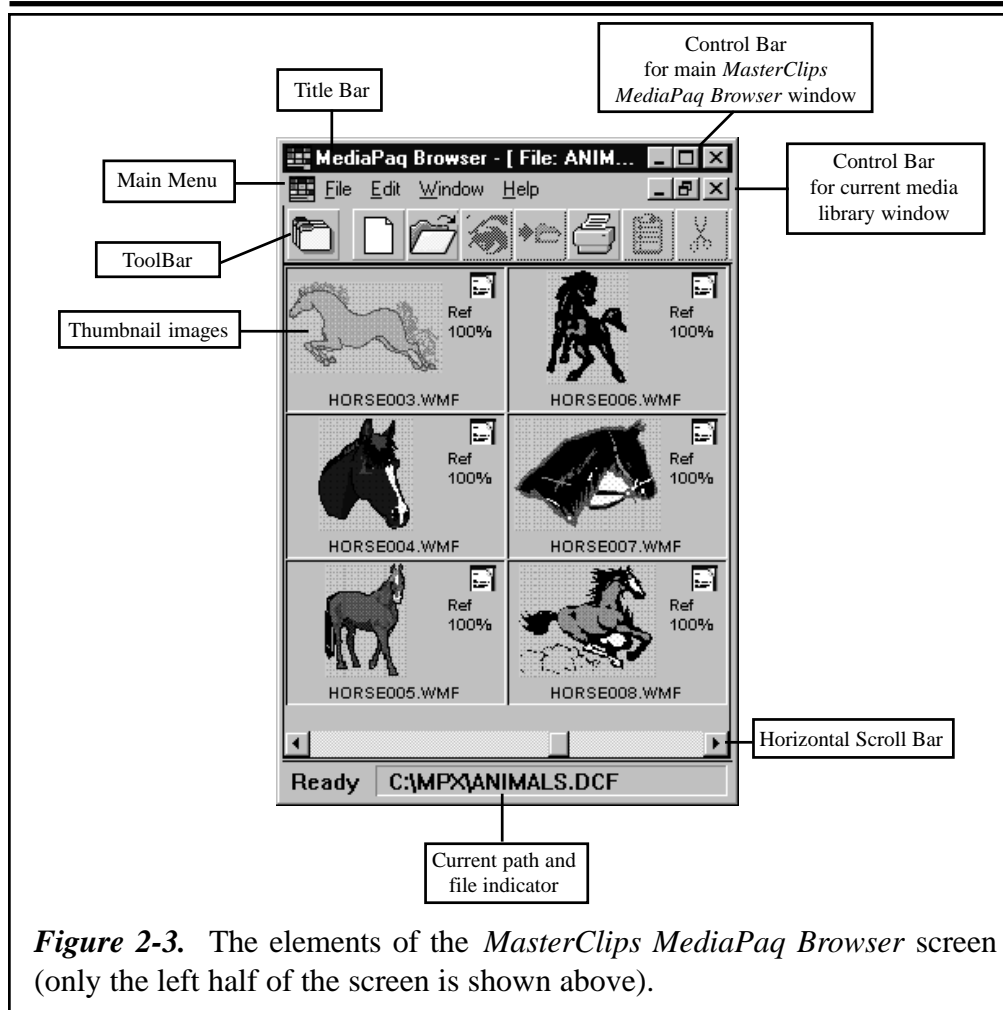 Control Bar
for main MasterClips
MediaPaq Browser window
Title Bar
MediaPaq Browser - [ File: ANIM...
Main Menu
File Edit Window Help
Control Bar
for current media
library window
ToolBar
Thumbnail images
Ref
100%
HORSE003.WMF
Ref
100%
HORSE006.WMF
Ref
100%
HORSE004.WMF
Ref
100%
HORSE007.WMF
Ref
100%
HORSE005.WMF
Ref
100%
HORSE008.WMF
Horizontal Scroll Bar
Ready C:\MPX\ANIMALS.DCF
Current path and
file indicator
Figure 2-3. The elements of the MasterClips MediaPaq Browser screen
(only the left half of the screen is shown above).